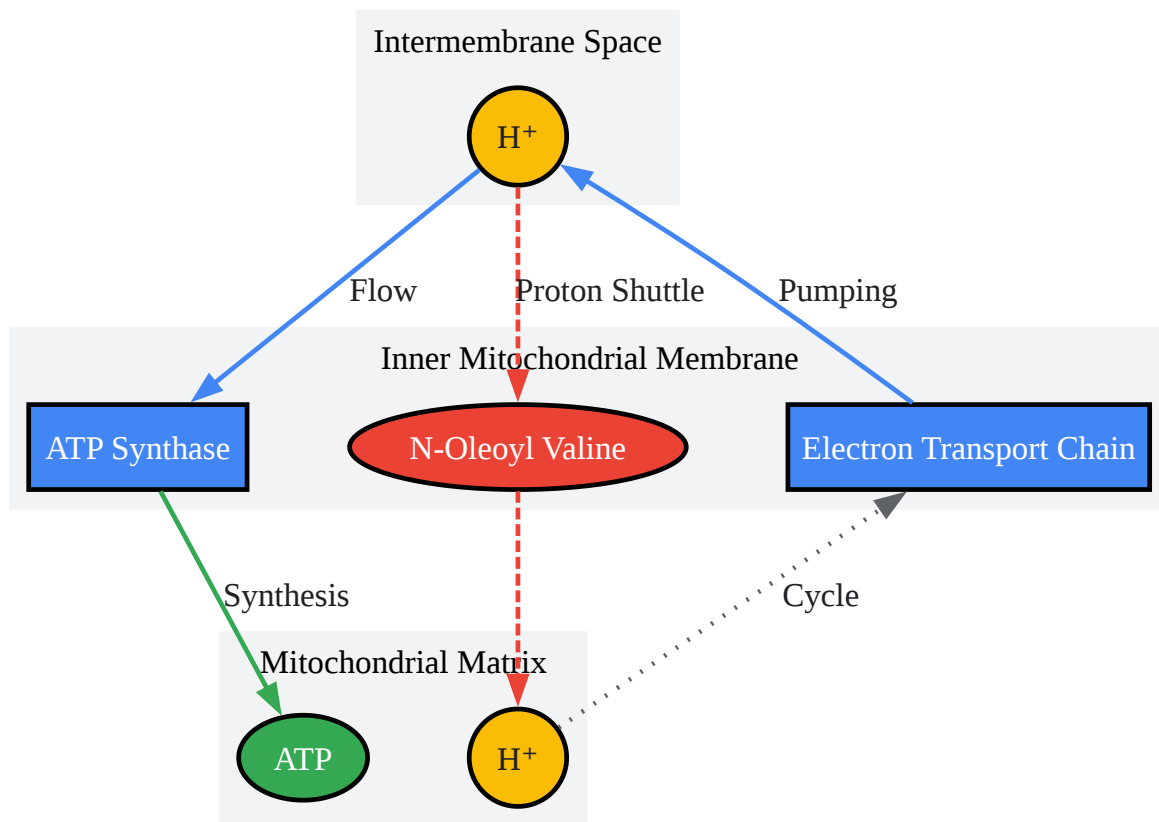 Intermembrane Space
H⁺
Flow
Proton Shuttle
Pumping
Inner Mitochondrial Membrane
ATP Synthase
N-Oleoyl Valine
Electron Transport Chain
Synthesis
Cycle
Mitochondrial Matrix
ATP
H⁺